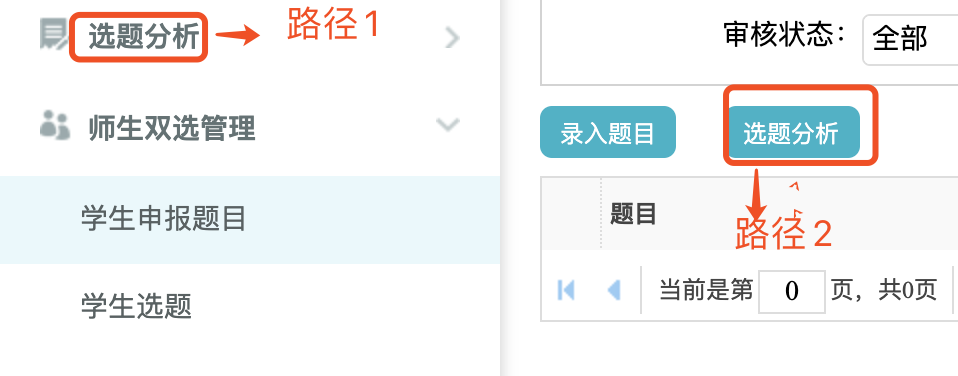 选题分析
路径1
师生双选管理
学生申报题目
学生选题
审核状态：
全部
录入题目
选题分析
路径2
题目
当前是第 0 页，共0页